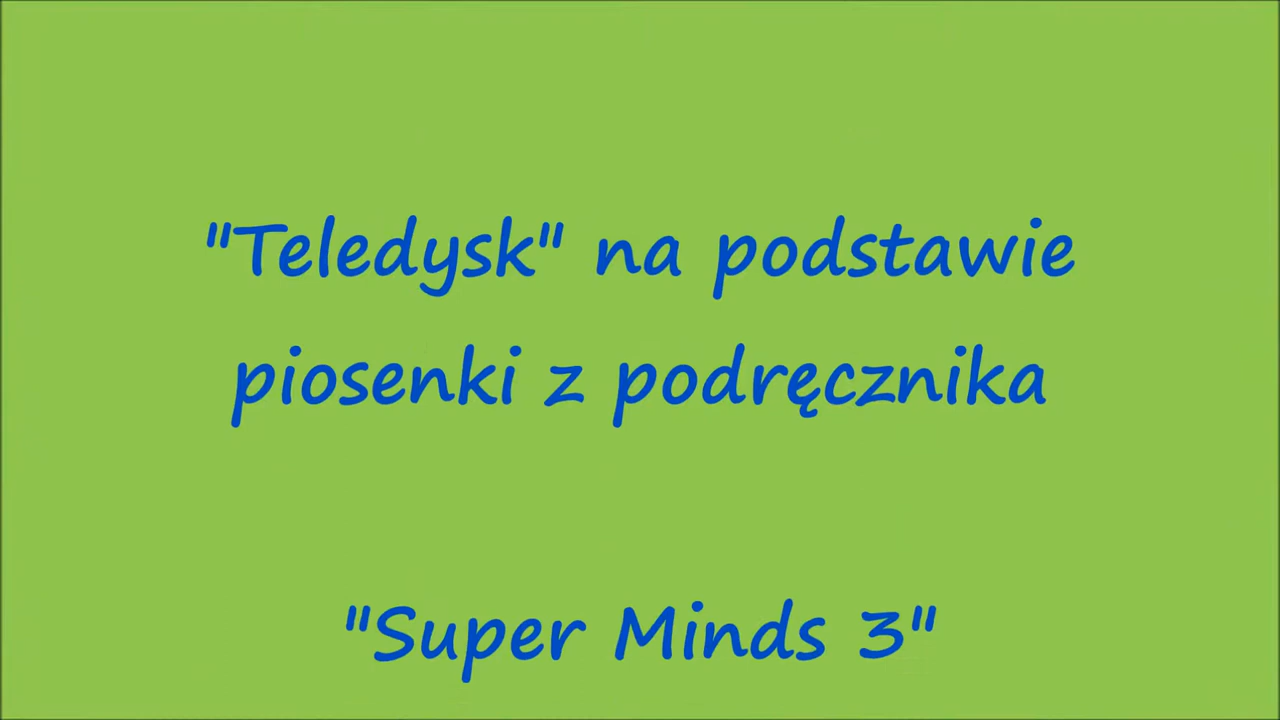 "Teledysk" na podstawie
piosenki z podręcznika
"Super Minds 3"